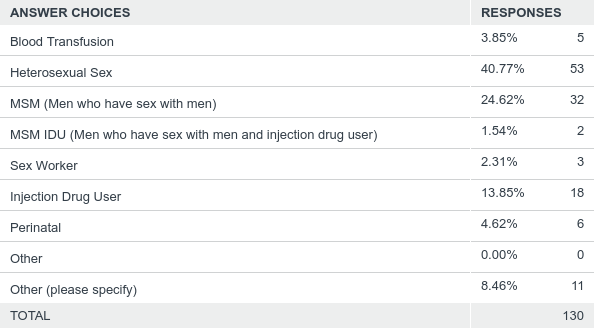 ANSWER CHOICES RESPONSES
Blood Transfusion 3.85% 5
Heterosexual Sex 40.77% 53
MSM (Men who have sex with men) 24.62% 32
MSM IDU (Men who have sex with men and injection drug user) 1.54% 2
Sex Worker 2.31% 3
Injection Drug User 13.85% 18
Perinatal 4.62% 6
Other 0.00% 0
Other (please specify) 8.46% 11
TOTAL 130